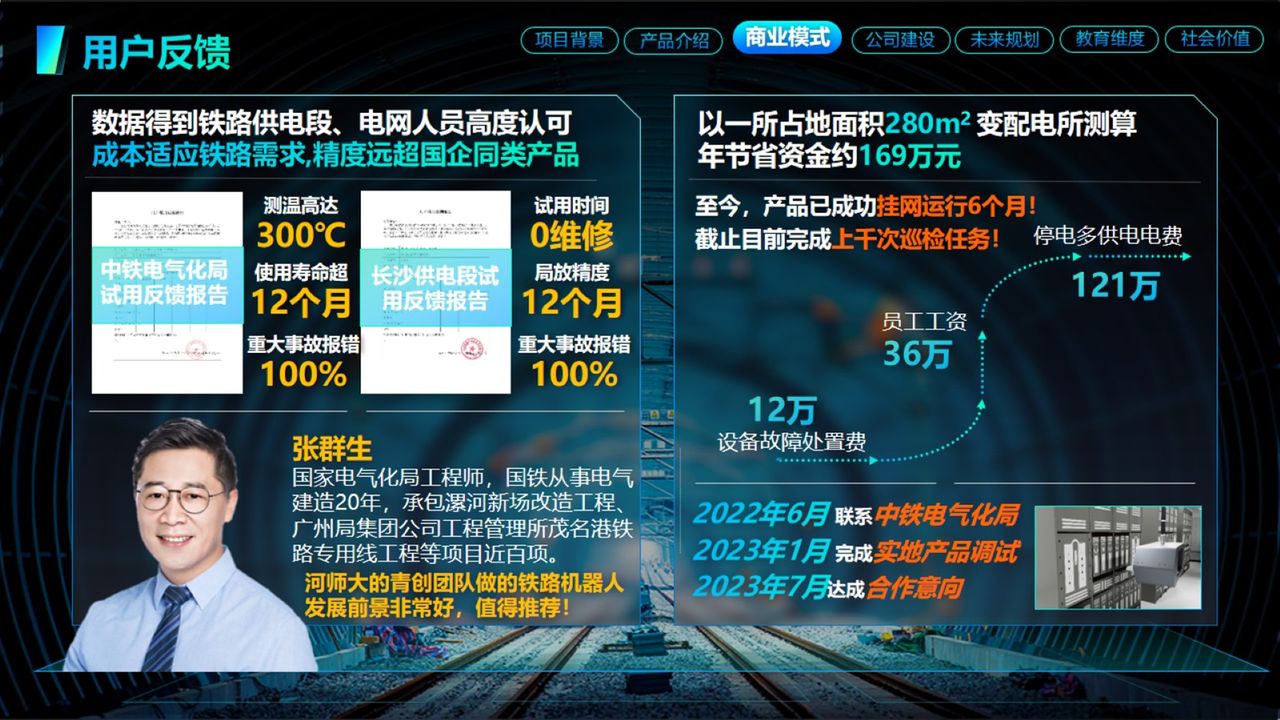 用户反馈
项目背景
产品介绍
商业模式
公司建设
未来规划
教育维度
社会价值
数据得到铁路供电段、电网人员高度认可
成本适应铁路需求,精度远超国企同类产品
中铁电气化局
试用反馈报告
测温高达
300℃
使用寿命超
12个月
重大事故报错
100%
长沙供电段试
用反馈报告
试用时间
0维修
局放精度
12个月
重大事故报错
100%
张群生
国家电气化局工程师，国铁从事电气
建造20年，承包漯河新场改造工程、
广州局集团公司工程管理所茂名港铁
路专用线工程等项目近百项。
河师大的青创团队做的铁路机器人
发展前景非常好，值得推荐！
以一所占地面积280m² 变配电所测算
年节省资金约169万元
至今，产品已成功挂网运行6个月！
截止目前完成上千次巡检任务！
停电多供电电费
121万
员工工资
36万
12万
设备故障处置费
2022年6月 联系中铁电气化局
2023年1月 完成实地产品调试
2023年7月达成合作意向